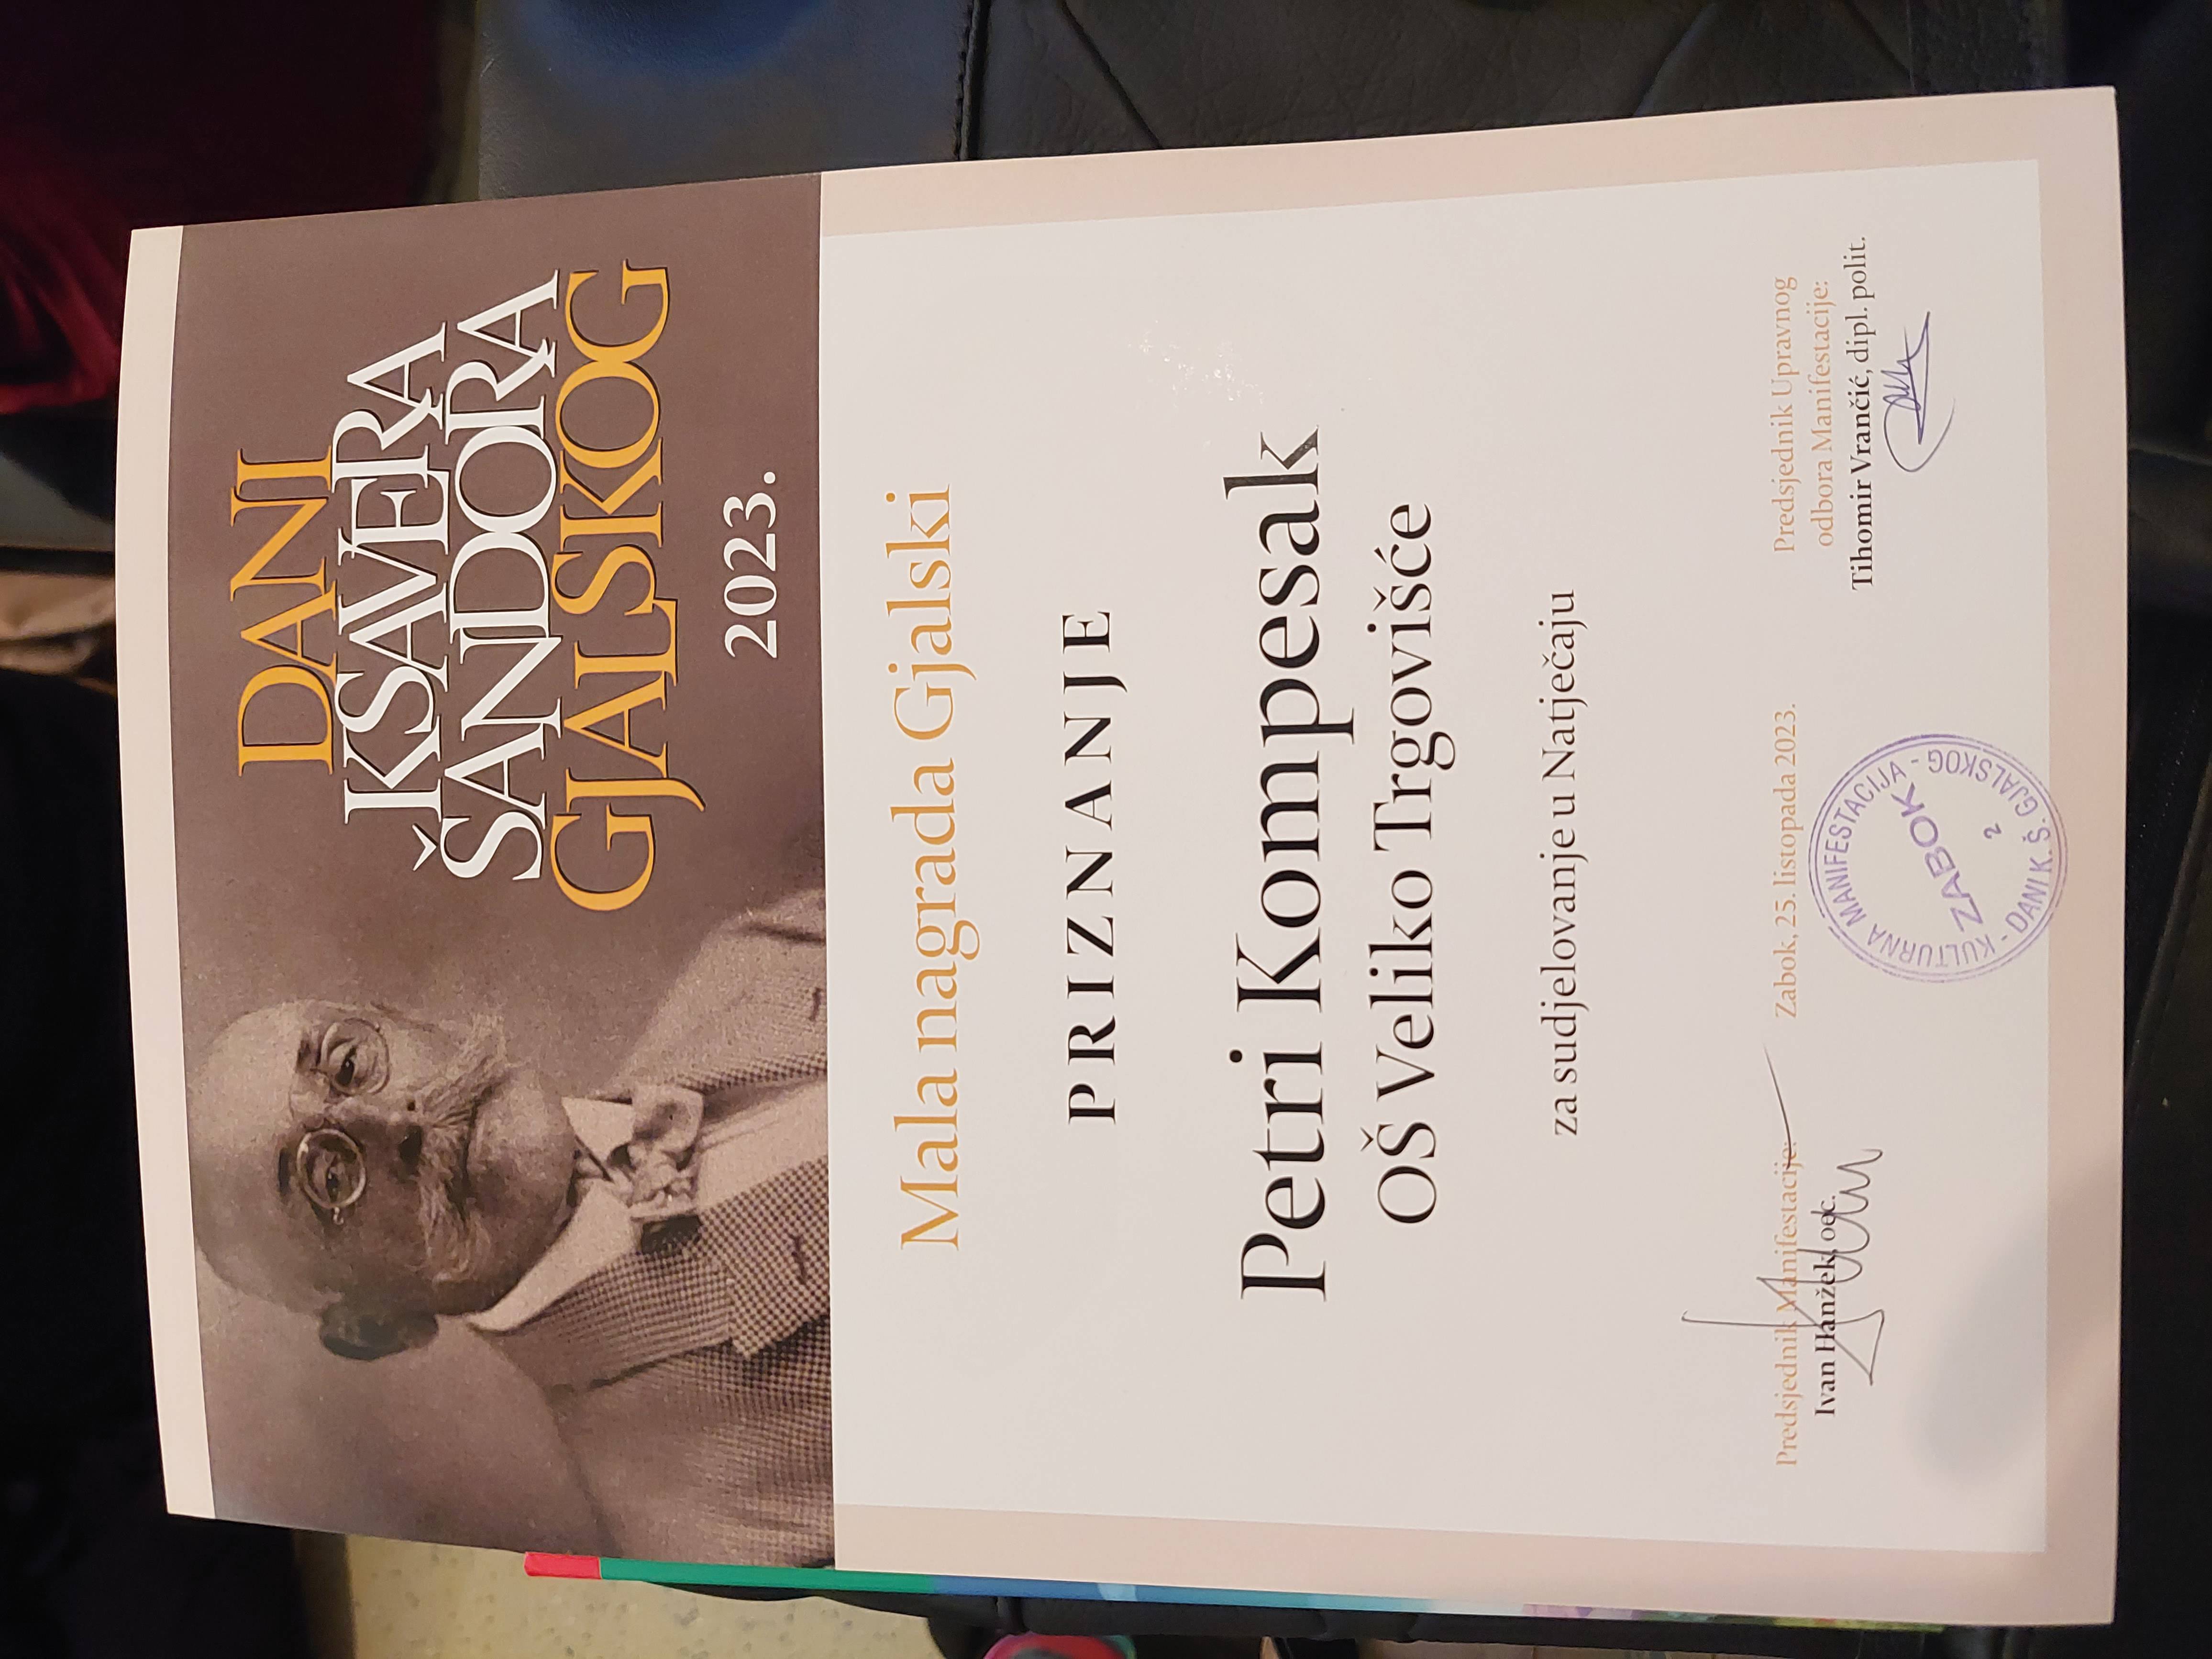 DANI
KSAVERA
ŠANDORA
GJALSKOG
2023.
Mala nagrada Gjalski
PRIZNANJE
Petri Kompesak
OŠ Veliko Trgovišće
za sudjelovanje u Natječaju
Predsjednik Manifestacije:
Ivan Hanžek, oec.
Zabok, 25. listopada 2023.
KULTURNA MANIFESTACIJA - DANI K. Š. GJALSKOG -
ZABOK
2
Predsjednik Upravnog
odbora Manifestacije:
Tihomir Vrančić, dipl. polit.